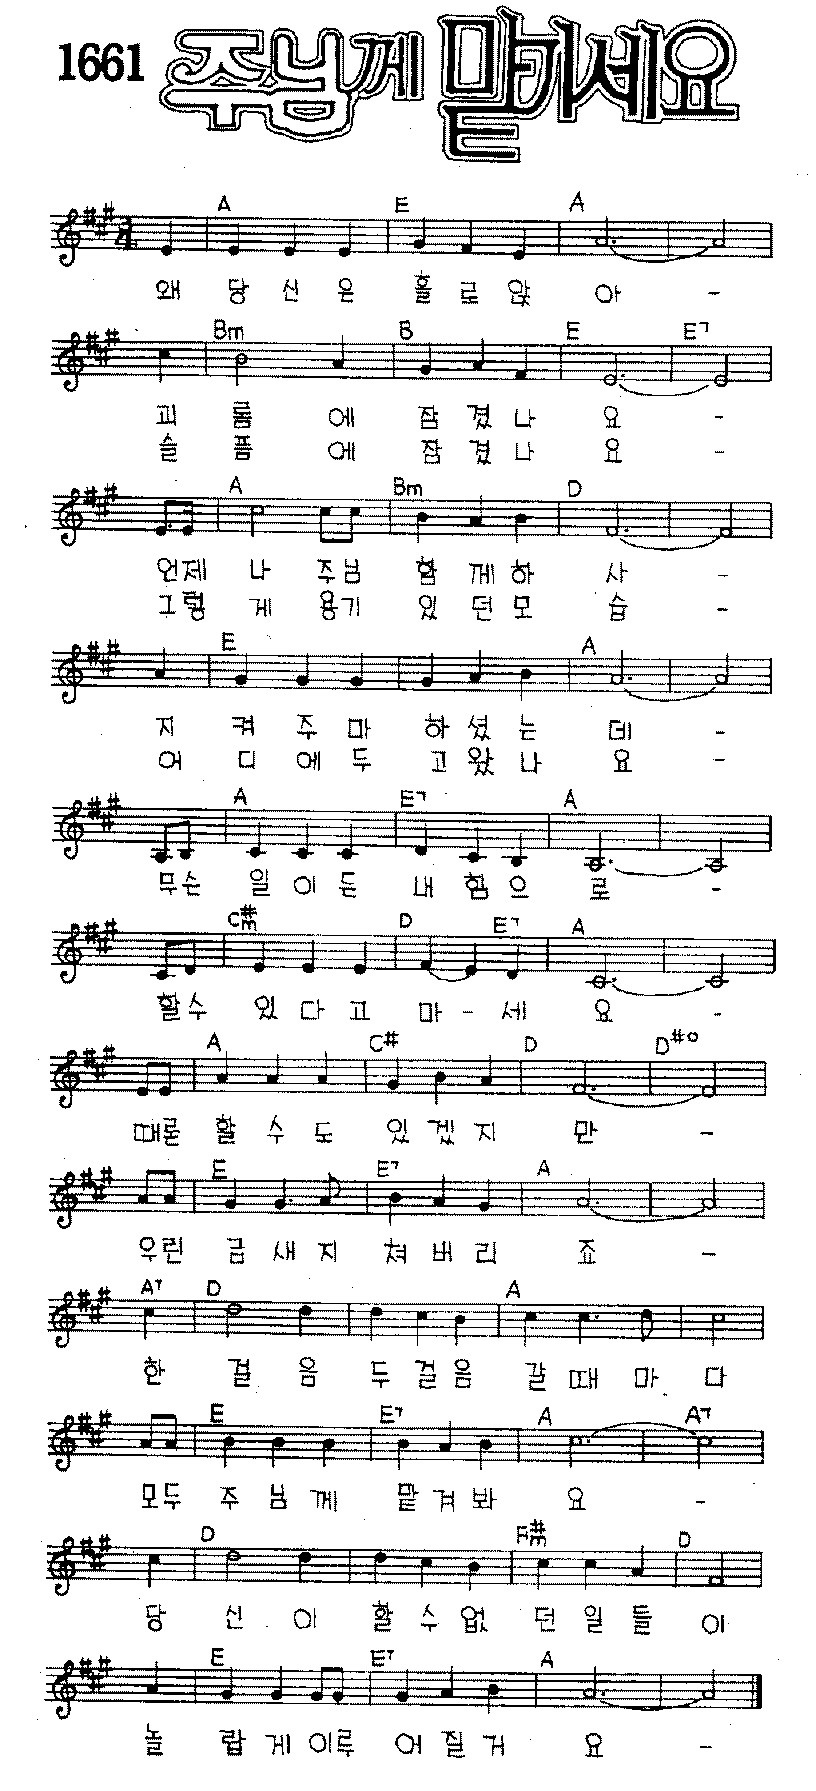 1661 주님께 맡기세요
A E A
왜 당 신 은 홀 로 앉 아 -
Bm B E E7
괴 롬 에 잠 겼 나 요 -
슬 픔 에 잠 겼 나 요 -
A Bm D
언제 나 주님 함 께하 사 -
그렇 게 용기 있 던 모 습 -
E A
지 켜 주 마 하 셨 는 데 -
어 디 에 두 고 왔 나 요 -
A E7 A
무슨 일 이 든 내 힘 으 로 -
C#m D E7 A
할수 있 다 고 마 - 세 요 -
A C# D D#o
때론 할 수 도 있 겠 지 만 -
E E7 A
우린 금 새 지 쳐 버 리 죠 -
A7 D A
한 걸 음 두 걸 음 갈 때 마 다
E E7 A A7
모두 주 님 께 맡 겨 봐 요 -
D F#m D
당 신 이 할 수 없 던 일 들 이
E E7 A
놀 랍 게 이루 어 질 거 요 -